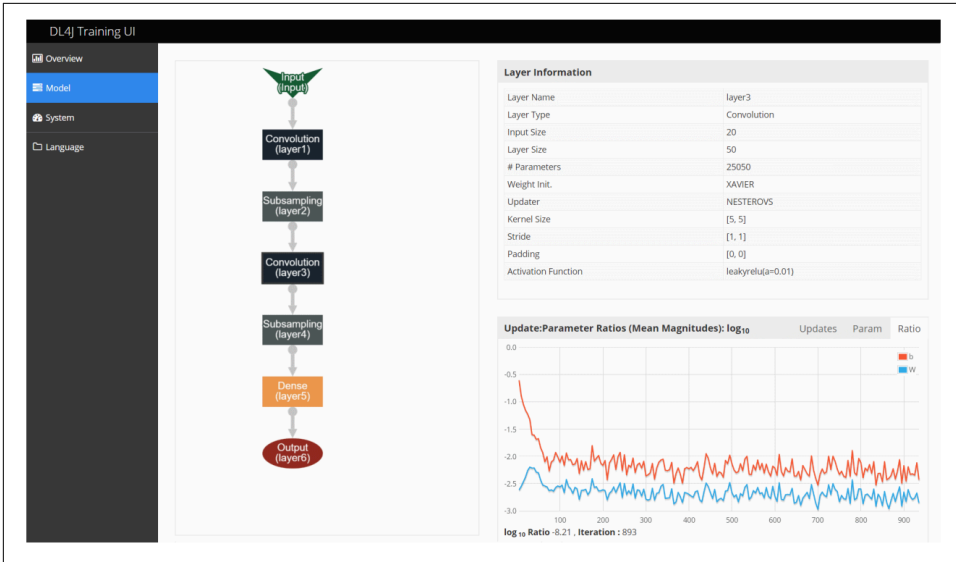 DL4J Training UI
Overview
Model
System
Language
Input
(Input)
Convolution
(layer1)
Subsampling
(layer2)
Convolution
(layer3)
Subsampling
(layer4)
Dense
(layer5)
Output
(layer6)
Layer Information
Layer Name layer3
Layer Type Convolution
Input Size 20
Layer Size 50
# Parameters 25050
Weight Init. XAVIER
Updater NESTEROVS
Kernel Size [5, 5]
Stride [1, 1]
Padding [0, 0]
Activation Function leakyrelu(a=0.01)
Update:Parameter Ratios (Mean Magnitudes): log10 Updates Param Ratio
0.0
-0.5
-1.0
-1.5
-2.0
-2.5
-3.0
b
W
100 200 300 400 500 600 700 800 900
log 10 Ratio -8.21 , Iteration : 893